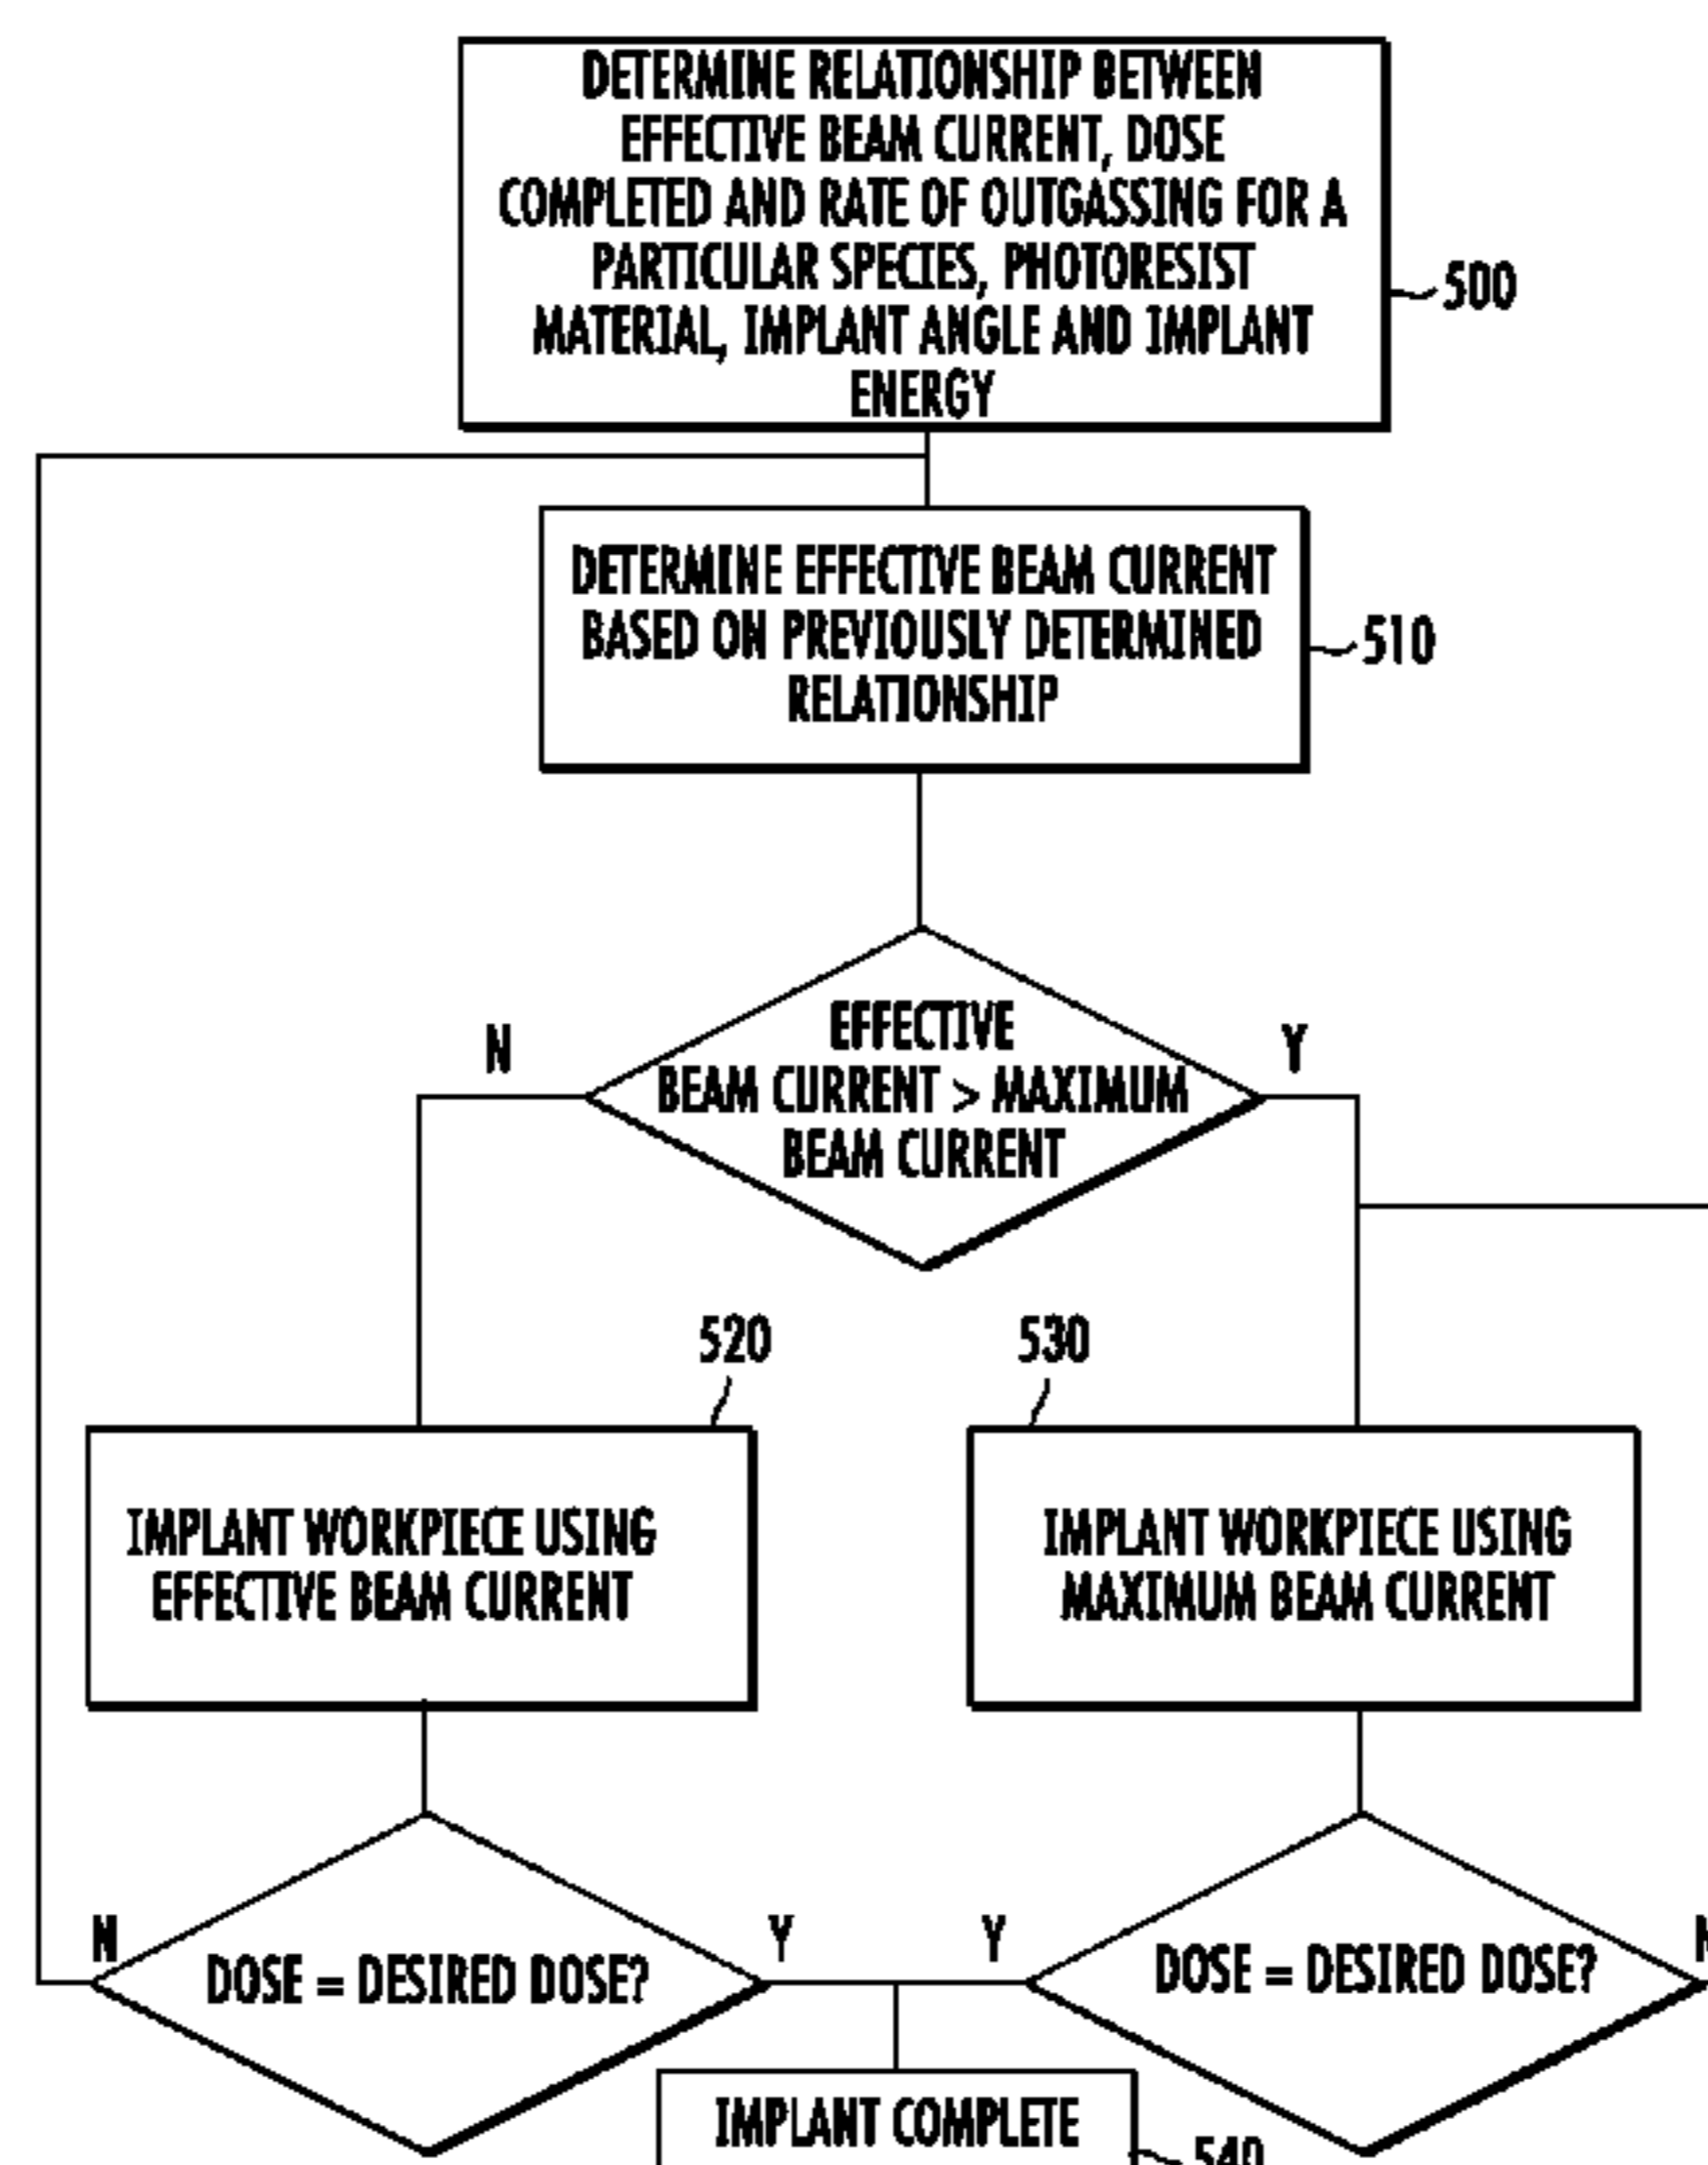 DETERMINE RELATIONSHIP BETWEEN
EFFECTIVE BEAM CURRENT, DOSE
COMPLETED AND RATE OF OUTGASSING FOR A
PARTICULAR SPECIES, PHOTORESIST
MATERIAL, IMPLANT ANGLE AND IMPLANT
ENERGY
500
DETERMINE EFFECTIVE BEAM CURRENT
BASED ON PREVIOUSLY DETERMINED
RELATIONSHIP
510
N
EFFECTIVE
BEAM CURRENT > MAXIMUM
BEAM CURRENT
Y
520
530
IMPLANT WORKPIECE USING
EFFECTIVE BEAM CURRENT
IMPLANT WORKPIECE USING
MAXIMUM BEAM CURRENT
N
DOSE = DESIRED DOSE?
Y
Y
DOSE = DESIRED DOSE?
N
IMPLANT COMPLETE
540